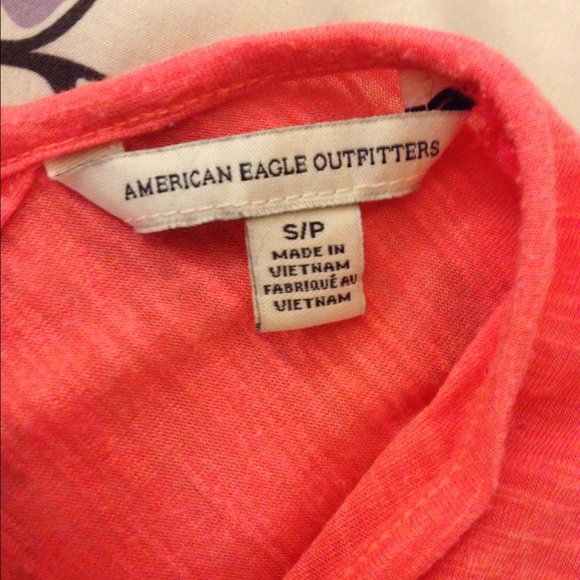 AMERICAN EAGLE OUTFITTERS
S/P
MADE IN
VIETNAM
FABRIQUÉ AU
VIETNAM